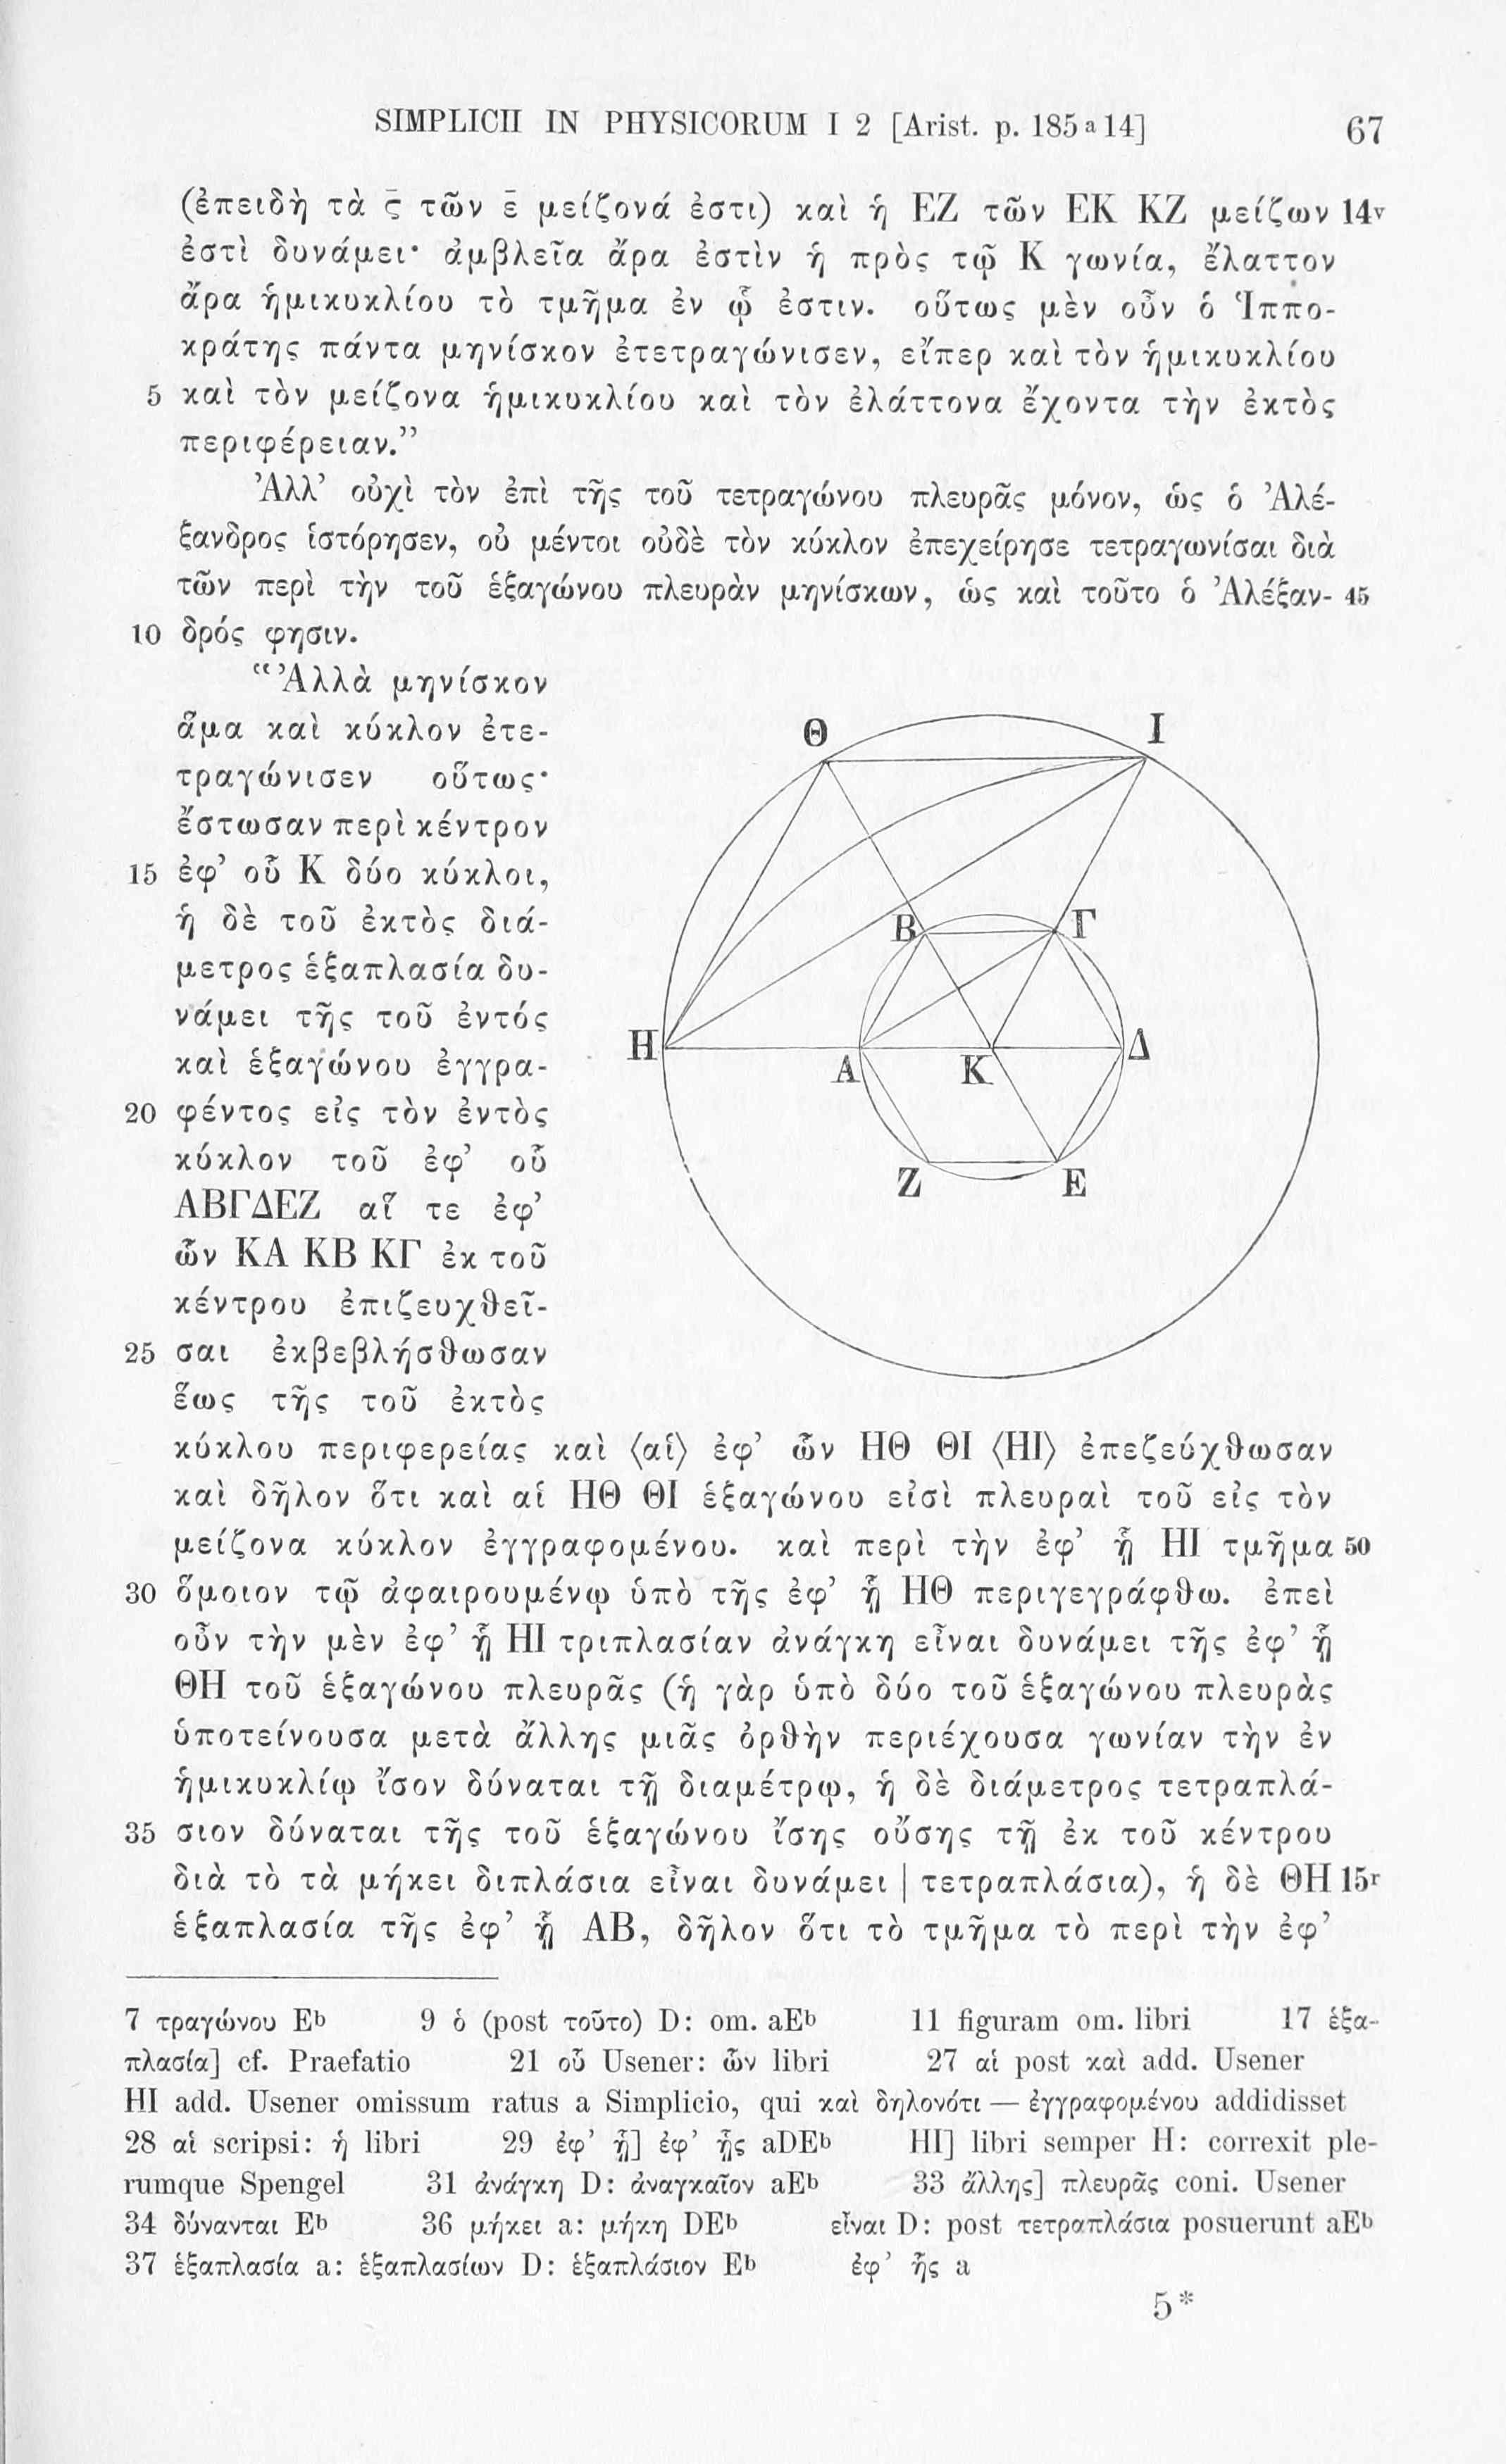 SIMPLICII IN PHYSICORUM I 2 [Arist. p. 185 a 14] 67
(ἐπειδὴ τὰ ϛ̄ τῶν ε̄ μείζονά ἐστι) καὶ ἡ ΕΖ τῶν ΕΚ ΚΖ μείζων 14v
ἐστὶ δυνάμει· ἀμβλεῖα ἄρα ἐστὶν ἡ πρὸς τῷ Κ γωνία, ἔλαττον
ἄρα ἡμικυκλίου τὸ τμῆμα ἐν ᾧ ἐστιν. οὕτως μὲν οὖν ὁ Ἱππο-
κράτης πάντα μηνίσκον ἐτετραγώνισεν, εἴπερ καὶ τὸν ἡμικυκλίου
5 καὶ τὸν μείζονα ἡμικυκλίου καὶ τὸν ἐλάττονα ἔχοντα τὴν ἐκτὸς
περιφέρειαν.”
Ἀλλ’ οὐχὶ τὸν ἐπὶ τῆς τοῦ τετραγώνου πλευρᾶς μόνον, ὡς ὁ Ἀλέ-
ξανδρος ἱστόρησεν, οὐ μέντοι οὐδὲ τὸν κύκλον ἐπεχείρησε τετραγωνίσαι διὰ
τῶν περὶ τὴν τοῦ ἑξαγώνου πλευρὰν μηνίσκων, ὡς καὶ τοῦτο ὁ Ἀλέξαν- 45
10 δρός φησιν.
“Ἀλλὰ μηνίσκον
ἅμα καὶ κύκλον ἐτε-
τραγώνισεν οὕτως·
ἔστωσαν περὶ κέντρον
15 ἐφ’ οὗ Κ δύο κύκλοι,
ἡ δὲ τοῦ ἐκτὸς διά-
μετρος ἑξαπλασία δυ-
νάμει τῆς τοῦ ἐντός
καὶ ἑξαγώνου ἐγγρα-
20 φέντος εἰς τὸν ἐντὸς
κύκλον τοῦ ἐφ’ οὗ
ΑΒΓΔΕΖ αἵ τε ἐφ’
ὧν ΚΑ ΚΒ ΚΓ ἐκ τοῦ
κέντρου ἐπιζευχθεῖ-
25 σαι ἐκβεβλήσθωσαν
ἕως τῆς τοῦ ἐκτὸς
Θ Ι
Β Γ
Η Α Κ Δ
Ζ Ε
κύκλου περιφερείας καὶ ⟨αἱ⟩ ἐφ’ ὧν ΗΘ ΘΙ ⟨ΗΙ⟩ ἐπεζεύχθωσαν
καὶ δῆλον ὅτι καὶ αἱ ΗΘ ΘΙ ἑξαγώνου εἰσὶ πλευραὶ τοῦ εἰς τὸν
μείζονα κύκλον ἐγγραφομένου. καὶ περὶ τὴν ἐφ’ ᾗ ΗΙ τμῆμα 50
30 ὅμοιον τῷ ἀφαιρουμένῳ ὑπὸ τῆς ἐφ’ ᾗ ΗΘ περιγεγράφθω. ἐπεὶ
οὖν τὴν μὲν ἐφ’ ᾗ ΗΙ τριπλασίαν ἀνάγκη εἶναι δυνάμει τῆς ἐφ’ ᾗ
ΘΗ τοῦ ἑξαγώνου πλευρᾶς (ἡ γὰρ ὑπὸ δύο τοῦ ἑξαγώνου πλευρὰς
ὑποτείνουσα μετὰ ἄλλης μιᾶς ὀρθὴν περιέχουσα γωνίαν τὴν ἐν
ἡμικυκλίῳ ἴσον δύναται τῇ διαμέτρῳ, ἡ δὲ διάμετρος τετραπλά-
35 σιον δύναται τῆς τοῦ ἑξαγώνου ἴσης οὔσης τῇ ἐκ τοῦ κέντρου
διὰ τὸ τὰ μήκει διπλάσια εἶναι δυνάμει | τετραπλάσια), ἡ δὲ ΘΗ 15r
ἑξαπλασία τῆς ἐφ’ ᾗ ΑΒ, δῆλον ὅτι τὸ τμῆμα τὸ περὶ τὴν ἐφ’
7 τραγώνου Eb 9 ὁ (post τοῦτο) D: om. aEb 11 figuram om. libri 17 ἑξα-
πλασία] cf. Praefatio 21 οὗ Usener: ὧν libri 27 αἱ post καὶ add. Usener
HI add. Usener omissum ratus a Simplicio, qui καὶ δηλονότι — ἐγγραφομένου addidisset
28 αἱ scripsi: ἡ libri 29 ἐφ’ ᾗ] ἐφ’ ᾗς aDEb HI] libri semper H: correxit ple-
rumque Spengel 31 ἀνάγκη D: ἀναγκαῖον aEb 33 ἄλλης] πλευρᾶς coni. Usener
34 δύνανται Eb 36 μήκει a: μήκη DEb εἶναι D: post τετραπλάσια posuerunt aEb
37 ἑξαπλασία a: ἑξαπλασίων D: ἑξαπλάσιον Eb ἐφ’ ᾗς a
5*